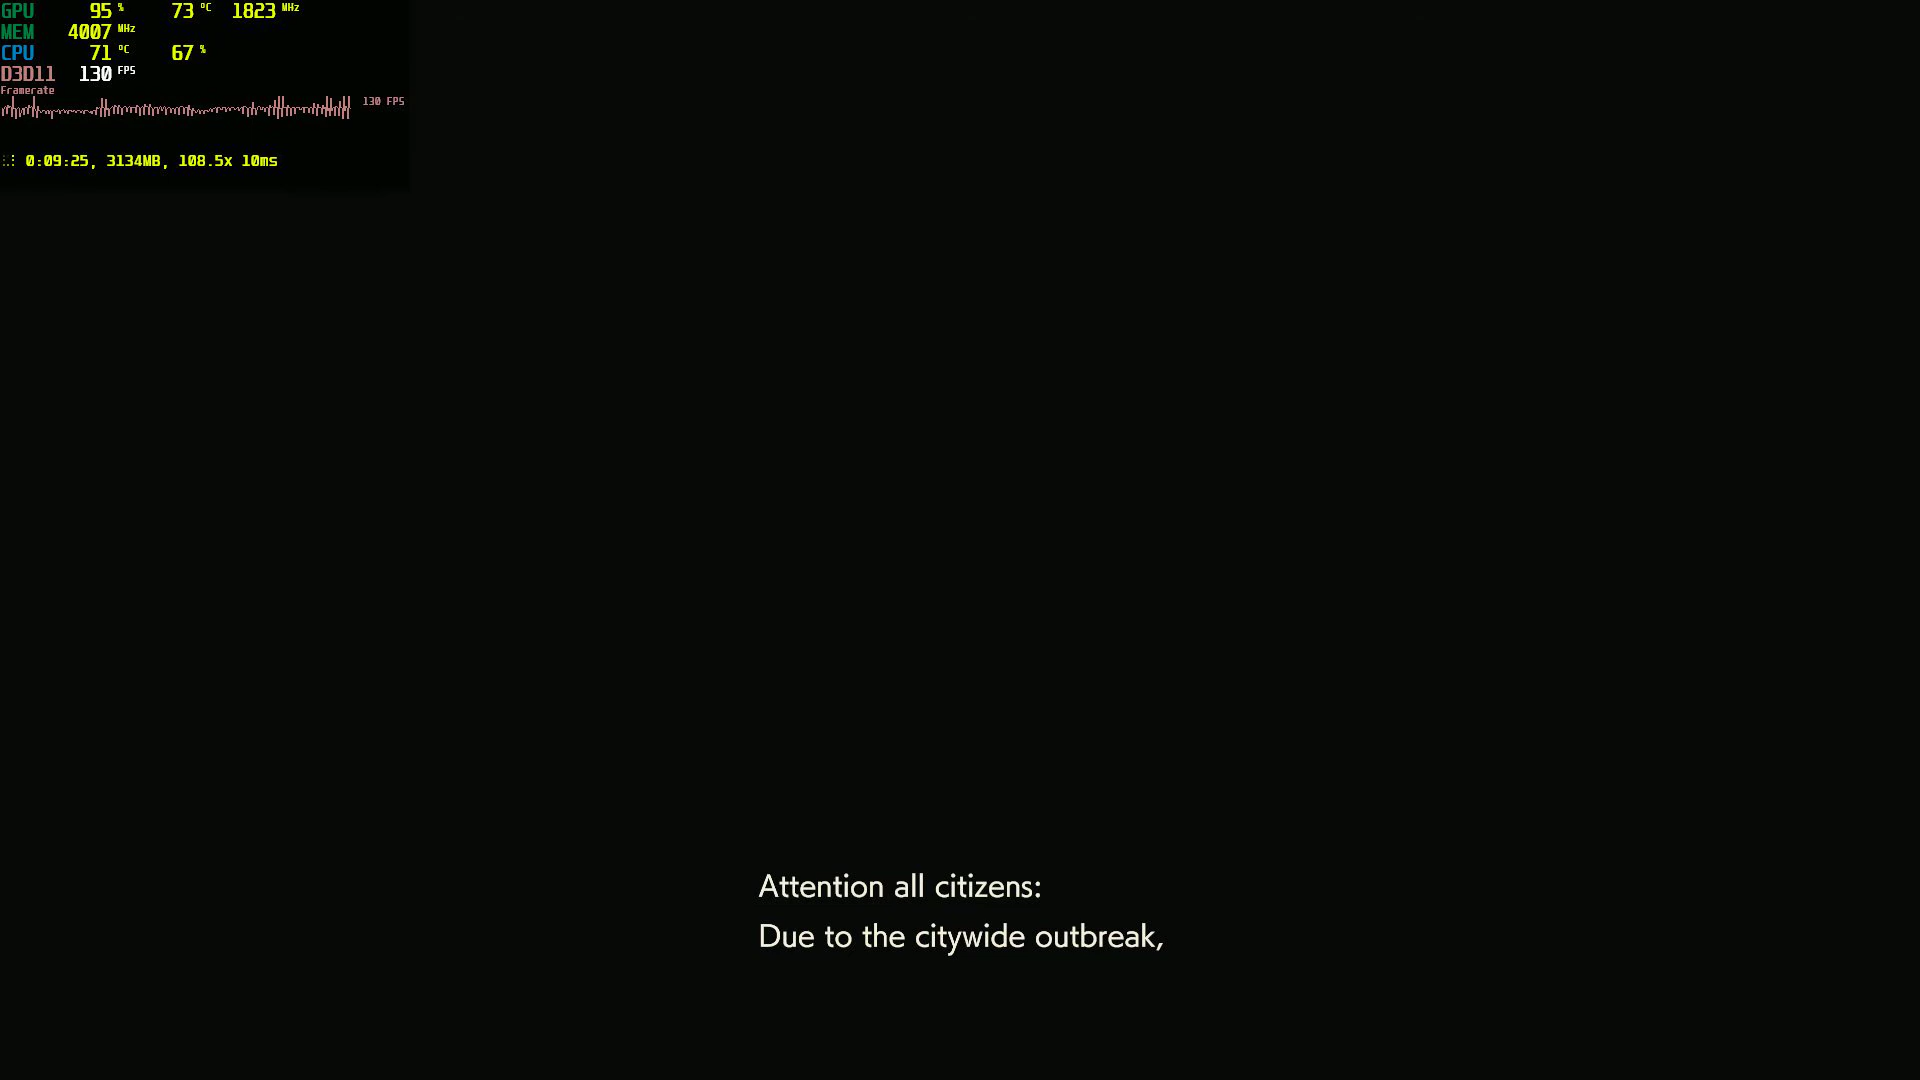 GPU 95 % 73 °C 1823 MHz
MEM 4007 MHz
CPU 71 °C 67 %
D3D11 130 FPS
Framerate
130 FPS
0:09:25, 3134MB, 108.5x 10ms
Attention all citizens:
Due to the citywide outbreak,